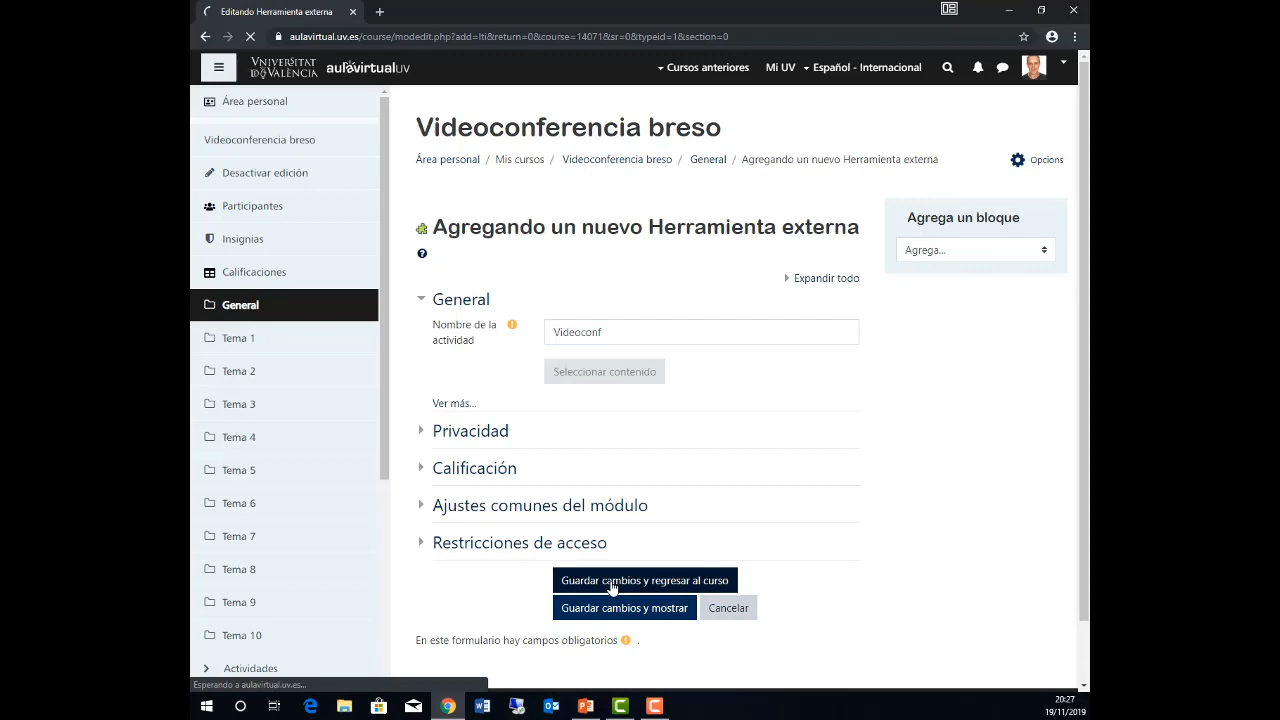 Editando Herramienta externa
aulavirtual.uv.es/course/modedit.php?add=lti&return=0&course=14071&sr=0&typeid=1&section=0
VNIVERSITAT
DE VALÈNCIA
aulavirtualuv
Cursos anteriores
Mi UV
Español - Internacional
Área personal
Videoconferencia breso
Desactivar edición
Participantes
Insignias
Calificaciones
General
Tema 1
Tema 2
Tema 3
Tema 4
Tema 5
Tema 6
Tema 7
Tema 8
Tema 9
Tema 10
Actividades
Esperando a aulavirtual.uv.es...
Videoconferencia breso
Área personal / Mis cursos / Videoconferencia breso / General / Agregando un nuevo Herramienta externa
Opcions
Agregando un nuevo Herramienta externa
Expandir todo
General
Nombre de la
actividad
Videoconf
Seleccionar contenido
Ver más...
Privacidad
Calificación
Ajustes comunes del módulo
Restricciones de acceso
Guardar cambios y regresar al curso
Guardar cambios y mostrar
Cancelar
En este formulario hay campos obligatorios .
Agrega un bloque
Agrega...
20:27
19/11/2019